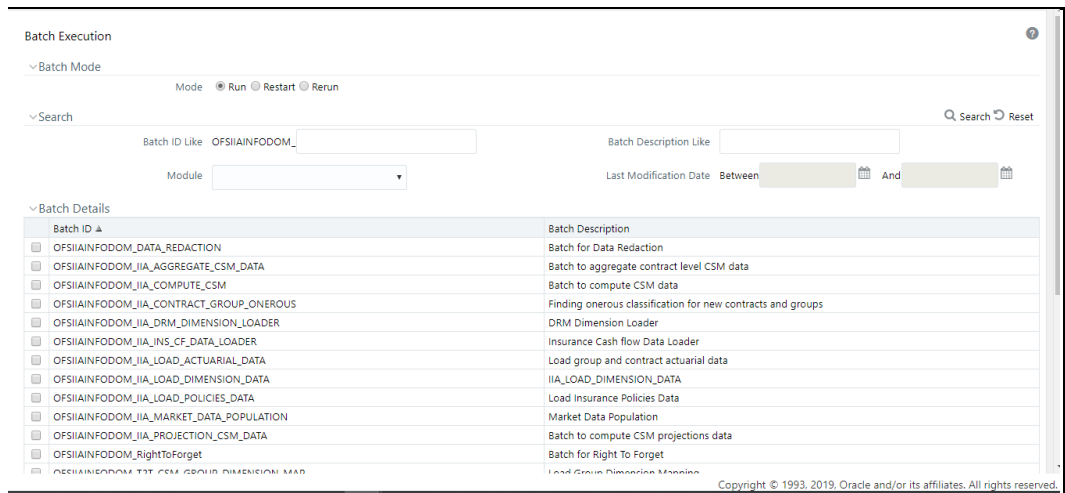 Batch Execution
Batch Mode
Mode Run Restart Rerun
Search Search Reset
Batch ID Like OFSIIAINFODOM_ Batch Description Like
Module Last Modification Date Between And
Batch Details
Batch ID Batch Description
OFSIIAINFODOM_DATA_REDACTION Batch for Data Redaction
OFSIIAINFODOM_IIA_AGGREGATE_CSM_DATA Batch to aggregate contract level CSM data
OFSIIAINFODOM_IIA_COMPUTE_CSM Batch to compute CSM data
OFSIIAINFODOM_IIA_CONTRACT_GROUP_ONEROUS Finding onerous classification for new contracts and groups
OFSIIAINFODOM_IIA_DRM_DIMENSION_LOADER DRM Dimension Loader
OFSIIAINFODOM_IIA_INS_CF_DATA_LOADER Insurance Cash flow Data Loader
OFSIIAINFODOM_IIA_LOAD_ACTUARIAL_DATA Load group and contract actuarial data
OFSIIAINFODOM_IIA_LOAD_DIMENSION_DATA IIA_LOAD_DIMENSION_DATA
OFSIIAINFODOM_IIA_LOAD_POLICIES_DATA Load Insurance Policies Data
OFSIIAINFODOM_IIA_MARKET_DATA_POPULATION Market Data Population
OFSIIAINFODOM_IIA_PROJECTION_CSM_DATA Batch to compute CSM projections data
OFSIIAINFODOM_RightToForget Batch for Right To Forget
OFSIIAINFODOM_T2T_CSM_GROUP_DIMENSION_MAP Load Group Dimension Mapping
Copyright © 1993, 2019, Oracle and/or its affiliates. All rights reserved.